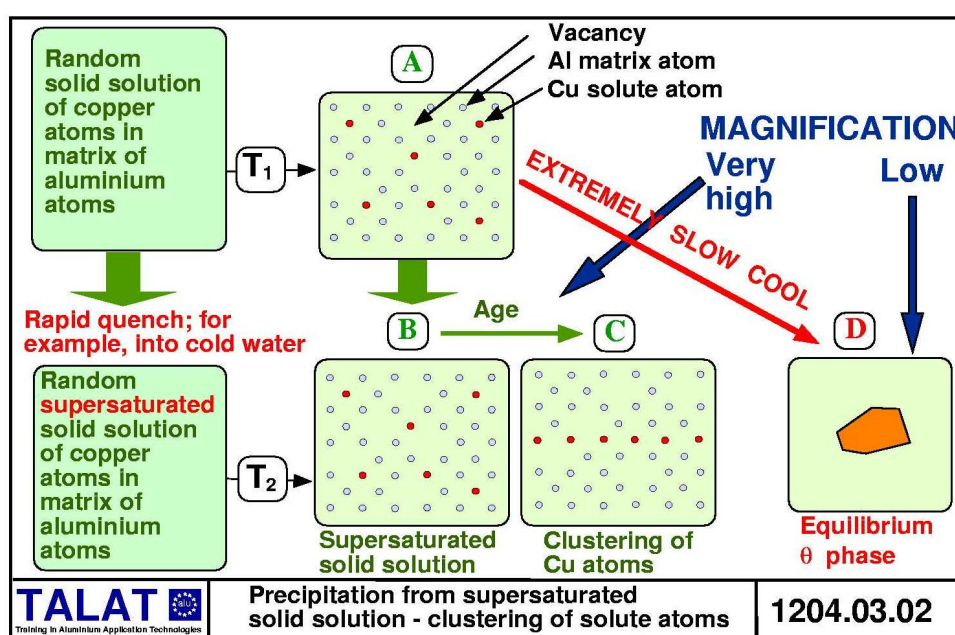 Random
solid solution
of copper
atoms in
matrix of
aluminium
atoms
T₁
A
Vacancy
Al matrix atom
Cu solute atom
MAGNIFICATION
Very
high
Low
EXTREMELY SLOW COOL
Rapid quench; for
example, into cold water
B
Age
C
D
Random
supersaturated
solid solution
of copper
atoms in
matrix of
aluminium
atoms
T₂
Supersaturated
solid solution
Clustering of
Cu atoms
Equilibrium
θ phase
TALAT
alu
Training in Aluminium Application Technologies
Precipitation from supersaturated
solid solution - clustering of solute atoms
1204.03.02